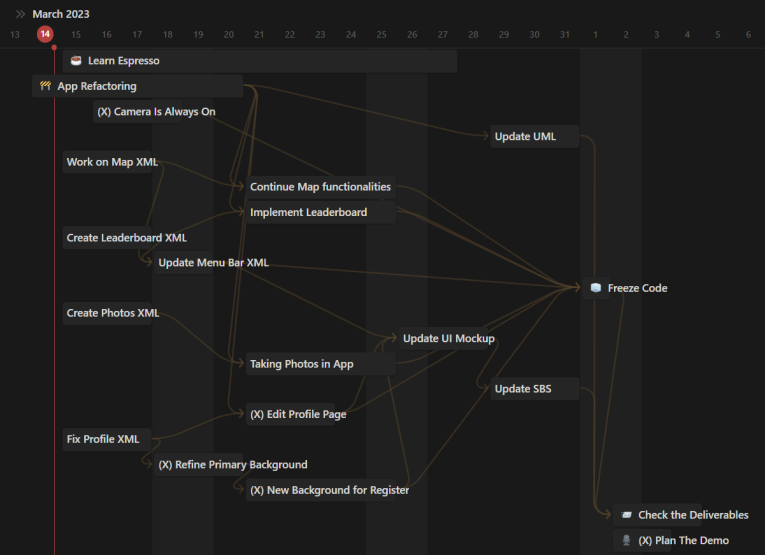 March 2023
13 14 15 16 17 18 19 20 21 22 23 24 25 26 27 28 29 30 31 1 2 3 4 5 6
Learn Espresso
App Refactoring
(X) Camera Is Always On
Update UML
Work on Map XML
Continue Map functionalities
Implement Leaderboard
Create Leaderboard XML
Update Menu Bar XML
Freeze Code
Create Photos XML
Update UI Mockup
Taking Photos in App
Update SBS
(X) Edit Profile Page
Fix Profile XML
(X) Refine Primary Background
(X) New Background for Register
Check the Deliverables
(X) Plan The Demo